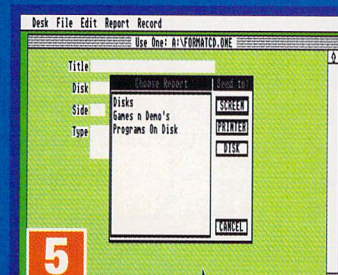 Desk File Edit Report Record
Use One: A:\FORMATCD.ONE
Title
Choose Report
Send to:
Disk
Side
Type
Disks
Games n Demo's
Programs On Disk
SCREEN
PRINTER
DISK
CANCEL
5